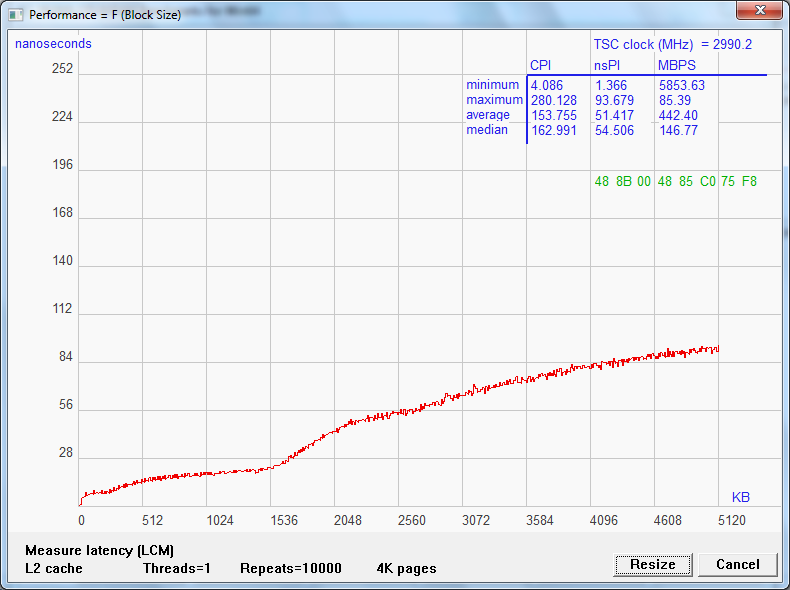 Performance = F (Block Size)
nanoseconds
TSC clock (MHz) = 2990.2
CPI nsPI MBPS
minimum 4.086 1.366 5853.63
maximum 280.128 93.679 85.39
average 153.755 51.417 442.40
median 162.991 54.506 146.77
48 8B 00 48 85 C0 75 F8
252
224
196
168
140
112
84
56
28
KB
0 512 1024 1536 2048 2560 3072 3584 4096 4608 5120
Measure latency (LCM)
L2 cache Threads=1 Repeats=10000 4K pages
Resize Cancel